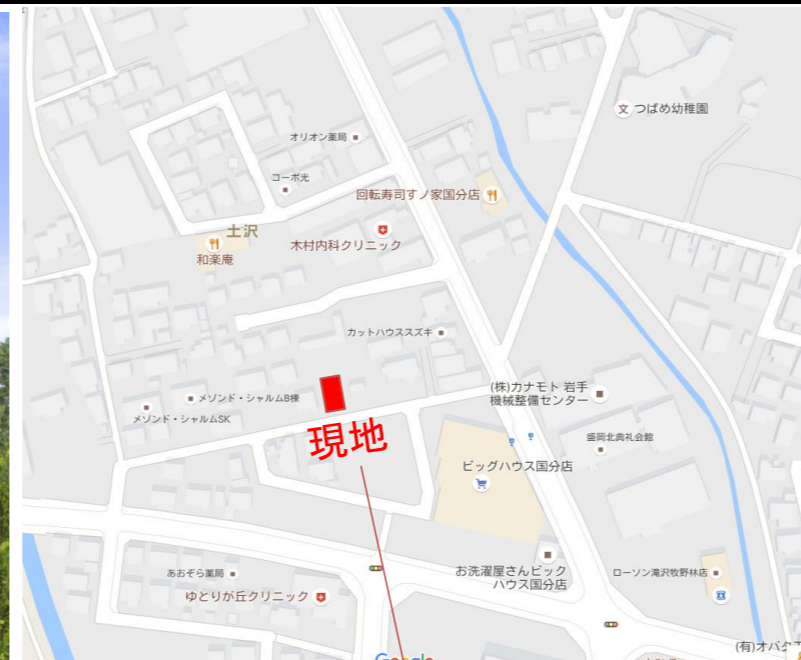 つばめ幼稚園
オリオン薬局
コーポ光
回転寿司すノ家国分店
土沢
木村内科クリニック
和楽庵
カットハウススズキ
(株)カナモト 岩手
機械整備センター
メゾンド・シャルムB棟
メゾンド・シャルムSK
現地
盛岡北典礼会館
ビッグハウス国分店
あおぞら薬局
お洗濯屋さんビック
ハウス国分店
ローソン滝沢牧野林店
ゆとりが丘クリニック
(有)オバタ
Google